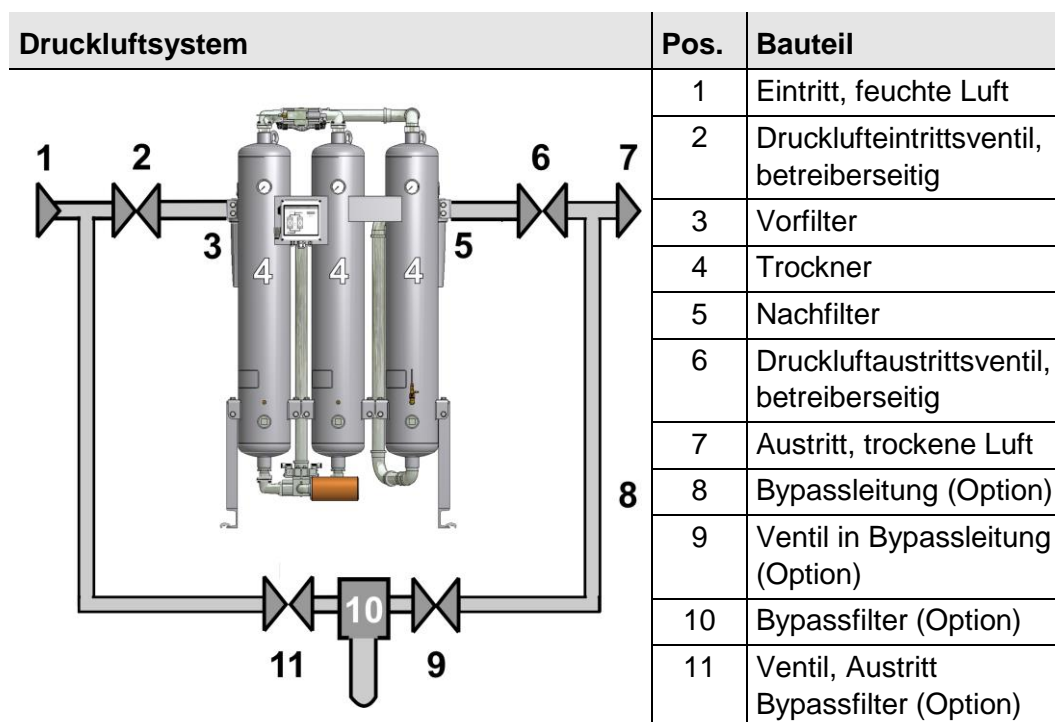 Druckluftsystem
Pos.
Bauteil
1
Eintritt, feuchte Luft
2
Drucklufteintrittsventil,
betreiberseitig
3
Vorfilter
4
Trockner
5
Nachfilter
6
Druckluftaustrittsventil,
betreiberseitig
7
Austritt, trockene Luft
8
Bypassleitung (Option)
9
Ventil in Bypassleitung
(Option)
10
Bypassfilter (Option)
11
Ventil, Austritt
Bypassfilter (Option)
1
2
6
7
3
5
4
4
4
8
10
11
9